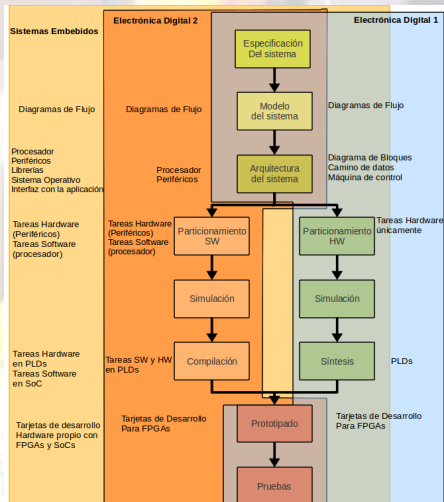 Sistemas Embebidos
Electrónica Digital 2
Electrónica Digital 1
Especificación
Del sistema
Diagramas de Flujo
Diagramas de Flujo
Modelo
del sistema
Diagramas de Flujo
Procesador
Periféricos
Librerías
Sistema Operativo
Interfaz con la aplicación
Procesador
Periféricos
Arquitectura
del sistema
Diagrama de Bloques
Camino de datos
Máquina de control
Tareas Hardware
(Periféricos)
Tareas Software
(procesador)
Tareas Hardware
(Periféricos)
Tareas Software
(procesador)
Particionamiento
SW
Particionamiento
HW
Tareas Hardware
únicamente
Simulación
Simulación
Tareas Hardware
en PLDs
Tareas Software
en SoC
Tareas SW y HW
en PLDs
Compilación
Síntesis
PLDs
Tarjetas de desarrollo
Hardware propio con
FPGAs y SoCs
Tarjetas de Desarrollo
Para FPGAs
Prototipado
Tarjetas de Desarrollo
Para FPGAs
Pruebas